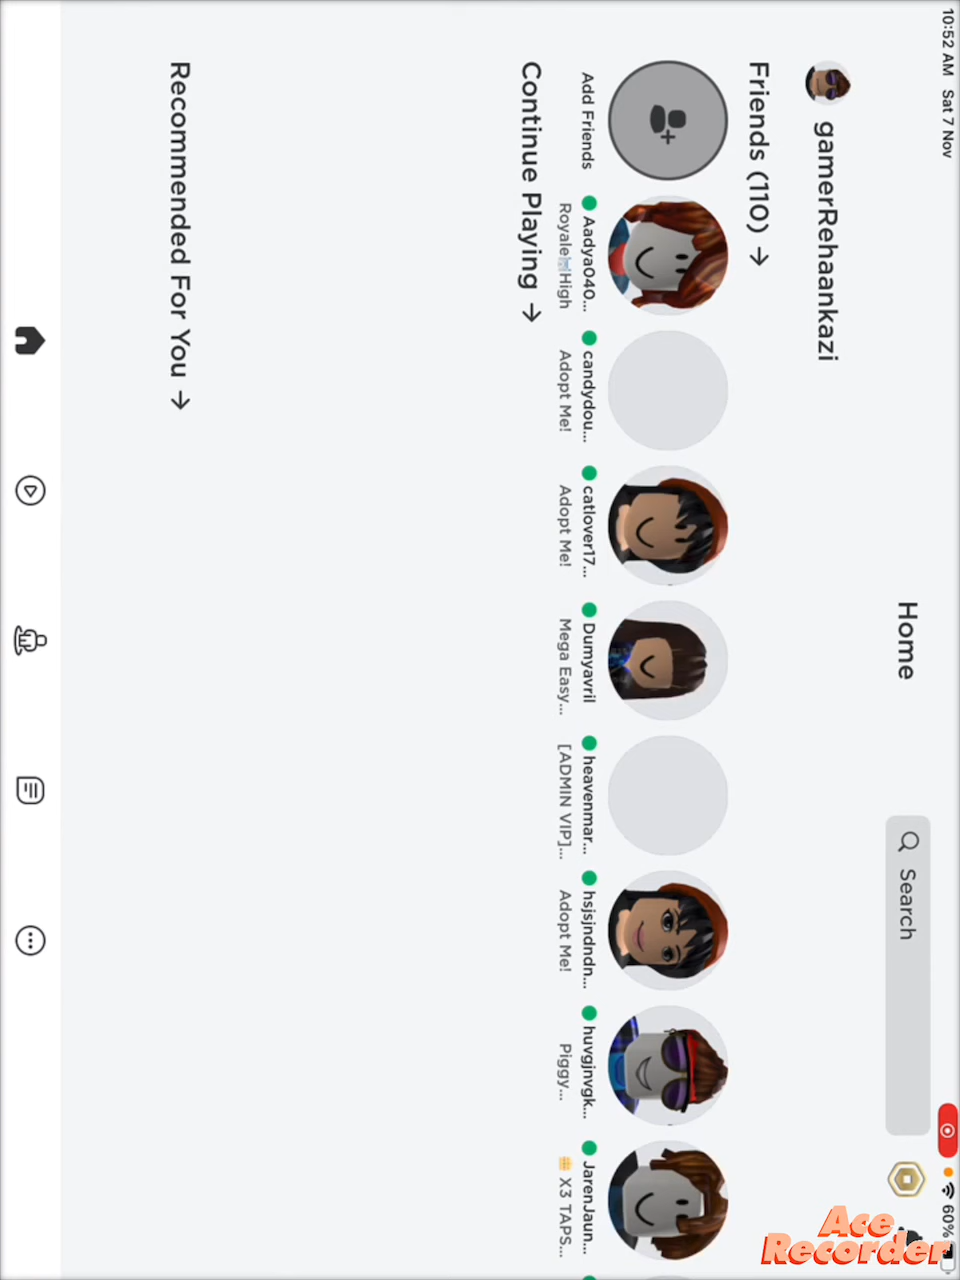 10:52 AM Sat 7 Nov
60%
Home
Search
gamerRehaankazi
Friends (110) →
Add Friends
Aadya040...
Royale High
candydou...
Adopt Me!
catlover17...
Adopt Me!
Dumyavril
Mega Easy...
heavenmar...
[ADMIN VIP]...
hsjsjndndn...
Adopt Me!
huvgjnvgk...
Piggy...
JarenJaun...
X3 TAPS...
Continue Playing →
Recommended For You →
Ace
Recorder